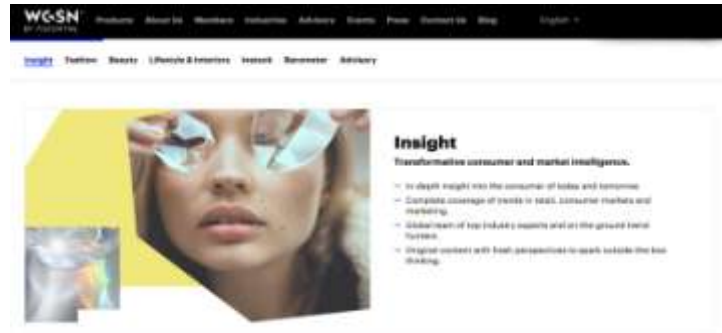 WGSN
BY ASCENTIAL
Products About Us Members Industries Advisory Events Press Contact Us Blog English
Insight Fashion Beauty Lifestyle & Interiors Instock Barometer Advisory
Insight
Transformative consumer and market intelligence.
– In-depth insight into the consumer of today and tomorrow.
– Complete coverage of trends in retail, consumer markets and
marketing.
– Global team of top industry experts and on the ground trend
hunters.
– Original content with fresh perspectives to spark outside the box
thinking.